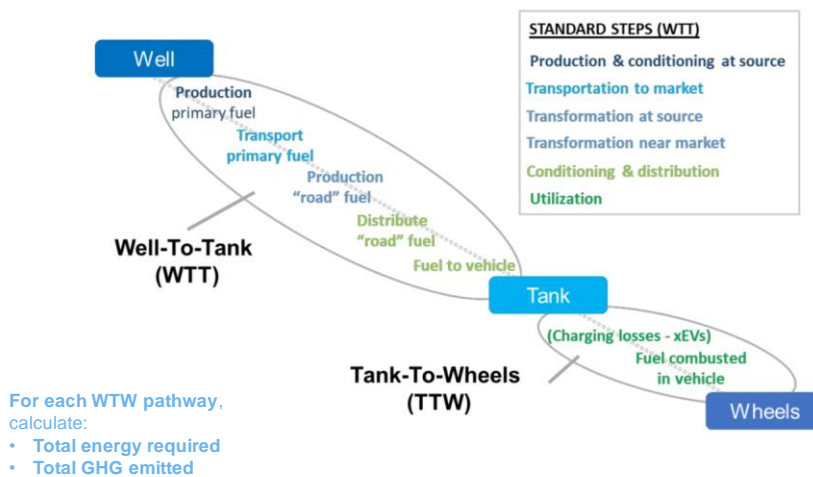 Well
Production
primary fuel
Transport
primary fuel
Production
“road” fuel
Distribute
“road” fuel
Fuel to vehicle
Well-To-Tank
(WTT)
Tank
(Charging losses - xEVs)
Fuel combusted
in vehicle
Tank-To-Wheels
(TTW)
Wheels
STANDARD STEPS (WTT)
Production & conditioning at source
Transportation to market
Transformation at source
Transformation near market
Conditioning & distribution
Utilization
For each WTW pathway,
calculate:
• Total energy required
• Total GHG emitted